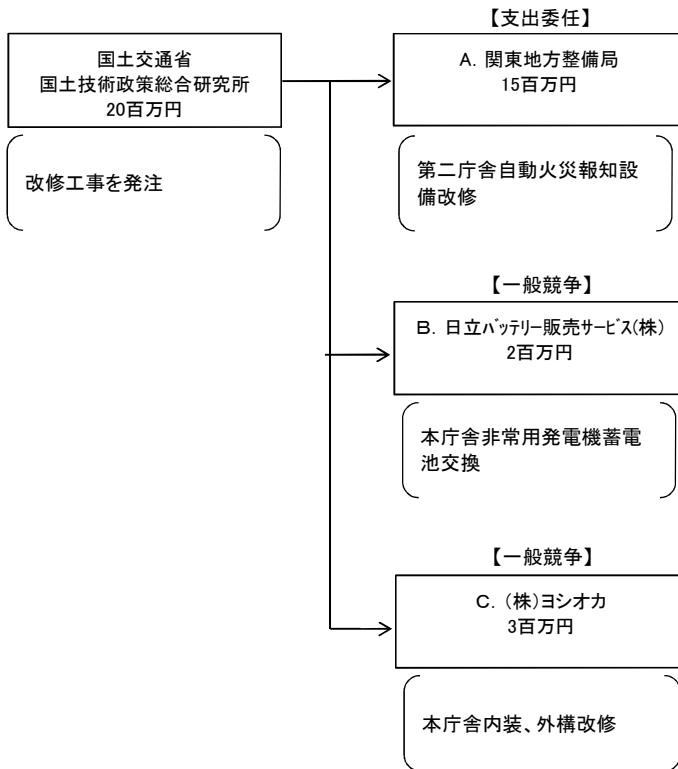 国土交通省
国土技術政策総合研究所
20百万円
改修工事を発注
【支出委任】
A. 関東地方整備局
15百万円
第二庁舎自動火災報知設
備改修
【一般競争】
B. 日立ﾊﾞｯﾃﾘｰ販売ｻｰﾋﾞｽ(株)
2百万円
本庁舎非常用発電機蓄電
池交換
【一般競争】
C. (株)ヨシオカ
3百万円
本庁舎内装、外構改修